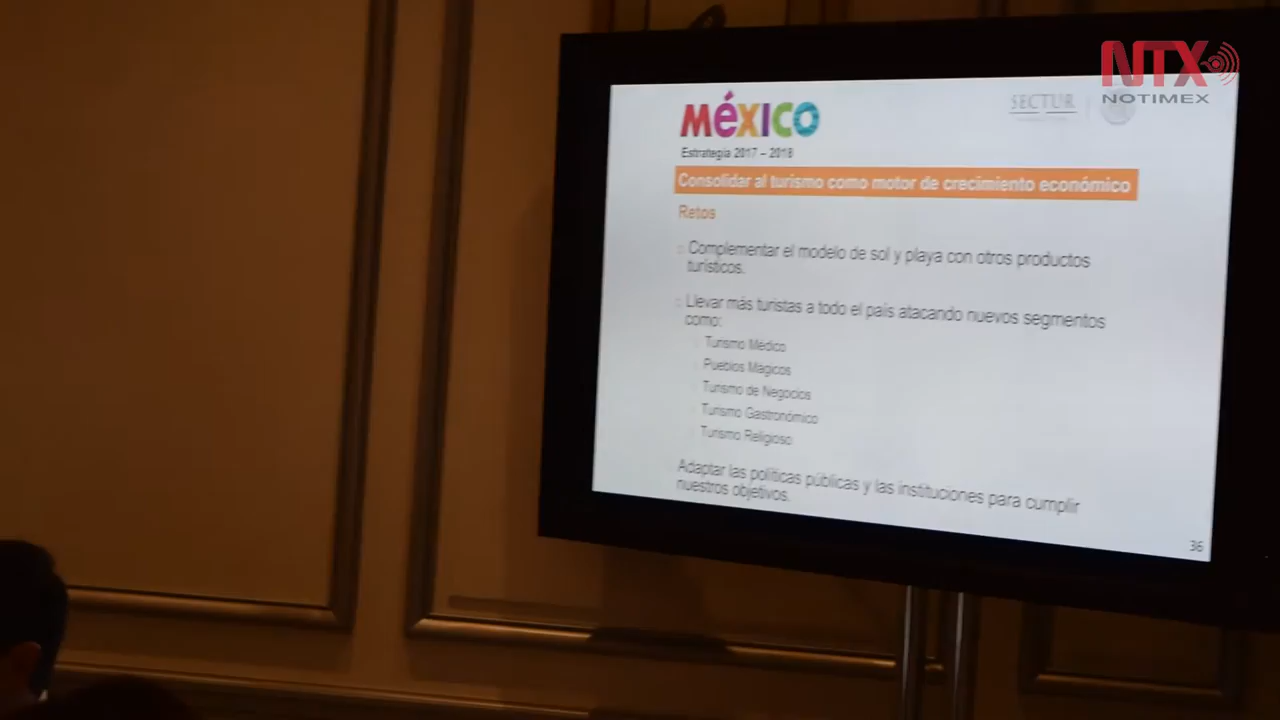 NTX
NOTIMEX
MéXICO
SECTUR
Estrategia 2017 – 2018
Consolidar al turismo como motor de crecimiento económico
Retos
Complementar el modelo de sol y playa con otros productos
turísticos.
Llevar más turistas a todo el país atacando nuevos segmentos
como:
Turismo Médico
Pueblos Mágicos
Turismo de Negocios
Turismo Gastronómico
Turismo Religioso
Adaptar las políticas públicas y las instituciones para cumplir
nuestros objetivos.
36